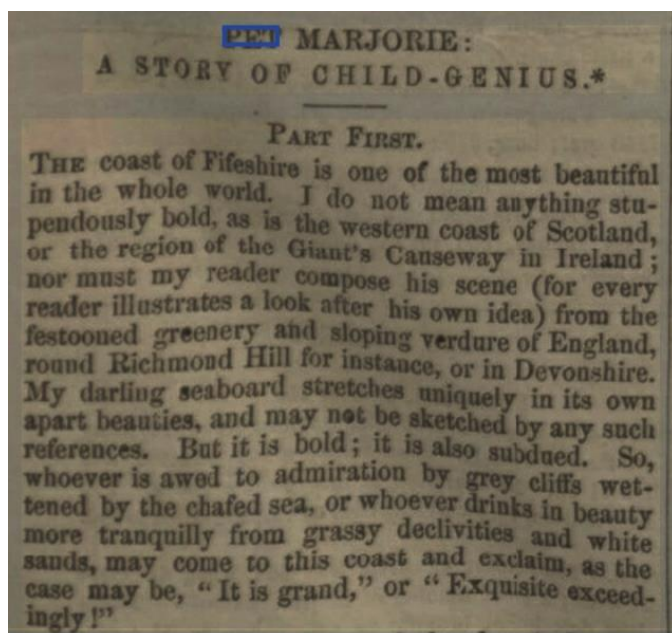 PET MARJORIE:
A STORY OF CHILD-GENIUS.*
PART FIRST.
THE coast of Fifeshire is one of the most beautiful
in the whole world. I do not mean anything stu-
pendously bold, as is the western coast of Scotland,
or the region of the Giant's Causeway in Ireland;
nor must my reader compose his scene (for every
reader illustrates a look after his own idea) from the
festooned greenery and sloping verdure of England,
round Richmond Hill for instance, or in Devonshire.
My darling seaboard stretches uniquely in its own
apart beauties, and may not be sketched by any such
references. But it is bold; it is also subdued. So,
whoever is awed to admiration by grey cliffs wet-
tened by the chafed sea, or whoever drinks in beauty
more tranquilly from grassy declivities and white
sands, may come to this coast and exclaim, as the
case may be, "It is grand," or "Exquisite exceed-
ingly!"